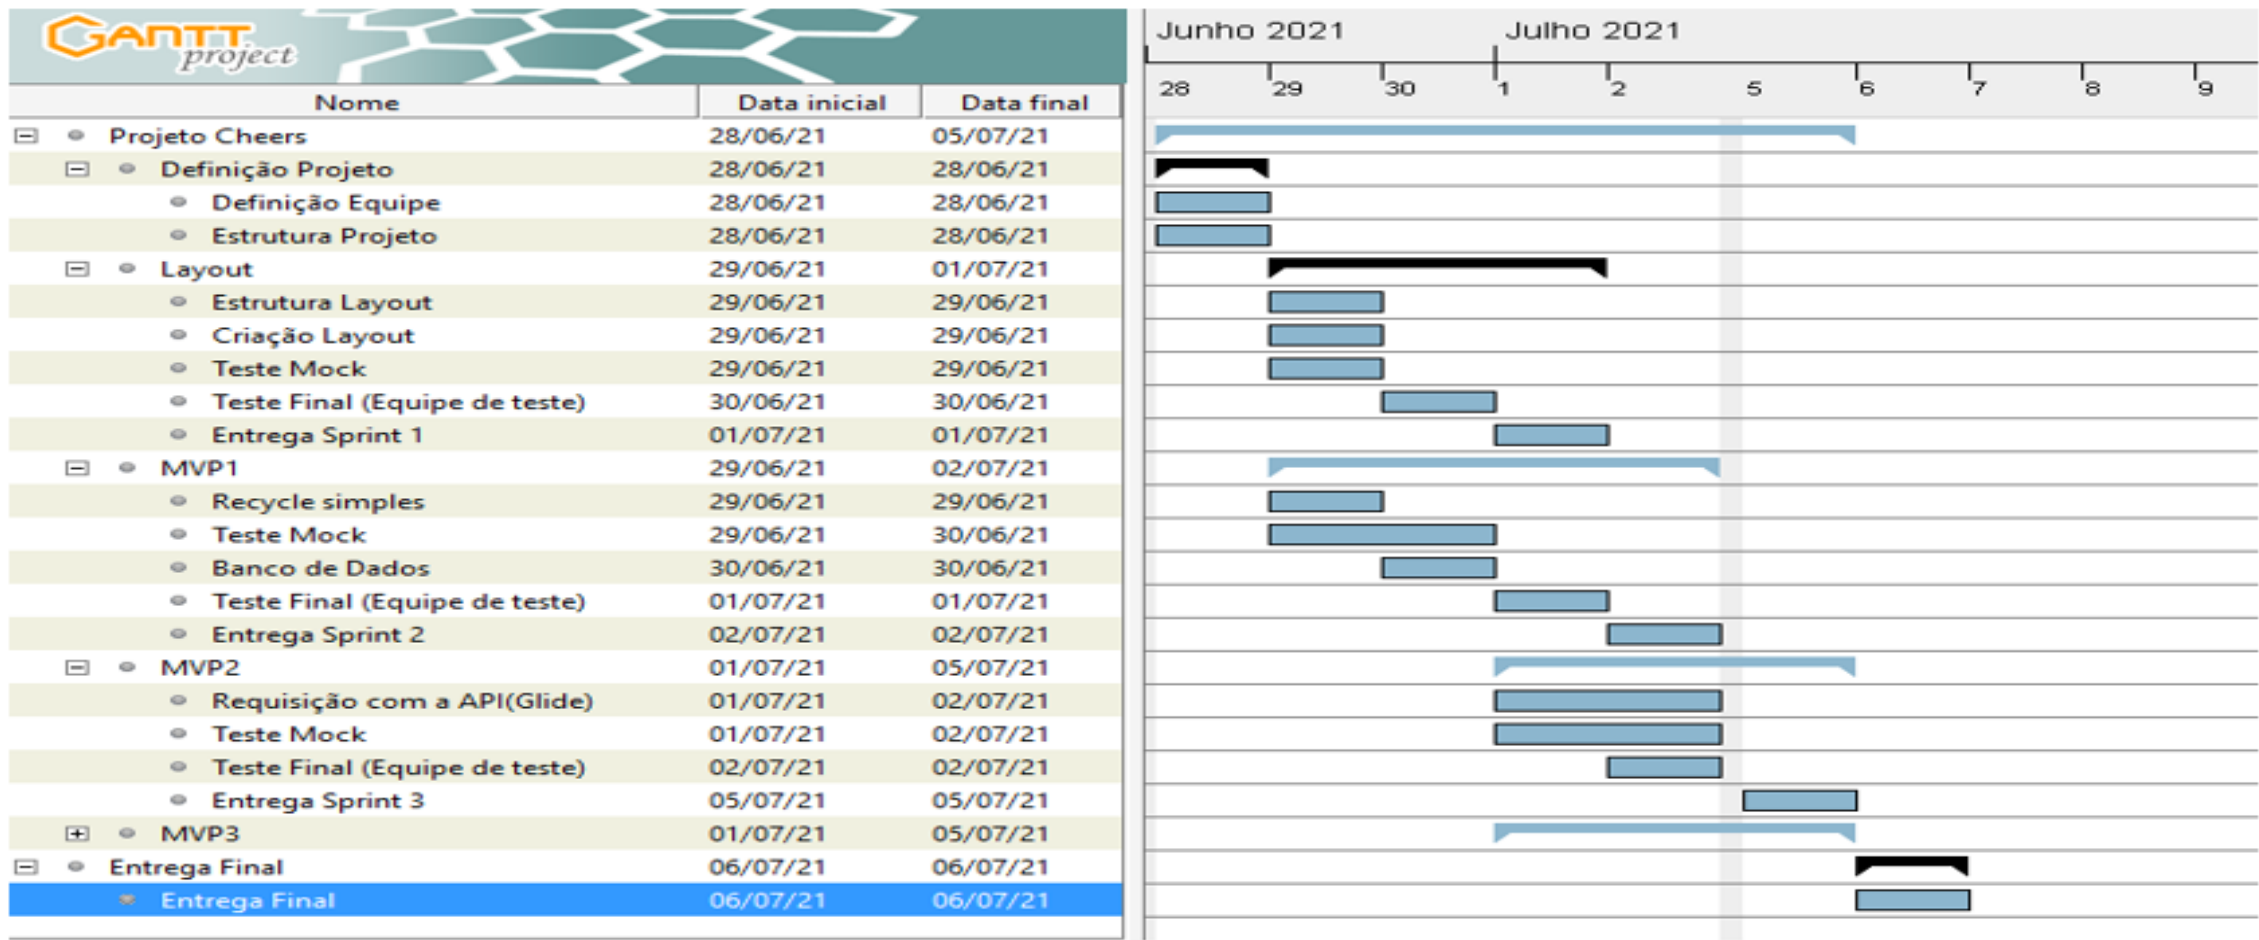 GANTT project
Junho 2021 Julho 2021
28 29 30 1 2 5 6 7 8 9
Nome Data inicial Data final
Projeto Cheers 28/06/21 05/07/21
Definição Projeto 28/06/21 28/06/21
Definição Equipe 28/06/21 28/06/21
Estrutura Projeto 28/06/21 28/06/21
Layout 29/06/21 01/07/21
Estrutura Layout 29/06/21 29/06/21
Criação Layout 29/06/21 29/06/21
Teste Mock 29/06/21 29/06/21
Teste Final (Equipe de teste) 30/06/21 30/06/21
Entrega Sprint 1 01/07/21 01/07/21
MVP1 29/06/21 02/07/21
Recycle simples 29/06/21 29/06/21
Teste Mock 29/06/21 30/06/21
Banco de Dados 30/06/21 30/06/21
Teste Final (Equipe de teste) 01/07/21 01/07/21
Entrega Sprint 2 02/07/21 02/07/21
MVP2 01/07/21 05/07/21
Requisição com a API(Glide) 01/07/21 02/07/21
Teste Mock 01/07/21 02/07/21
Teste Final (Equipe de teste) 02/07/21 02/07/21
Entrega Sprint 3 05/07/21 05/07/21
MVP3 01/07/21 05/07/21
Entrega Final 06/07/21 06/07/21
Entrega Final 06/07/21 06/07/21